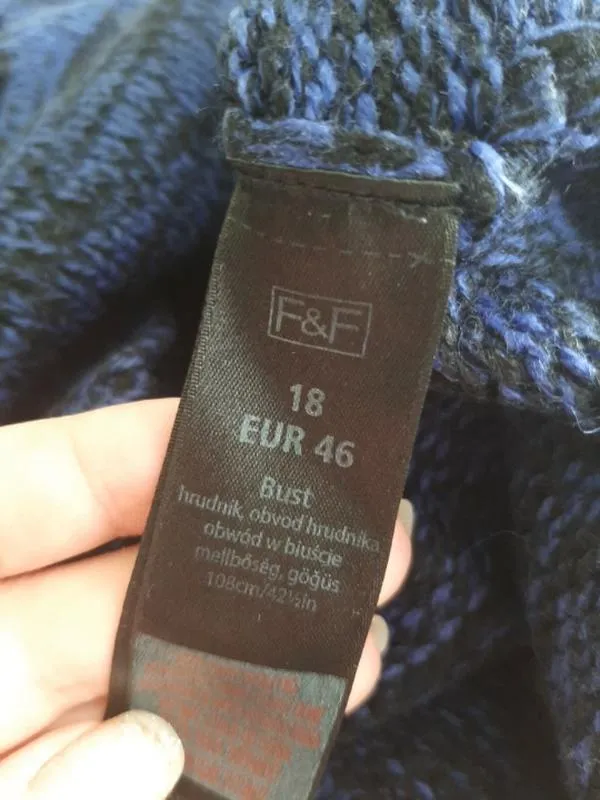 F&F
18
EUR 46
Bust
hrudník, obvod hrudníka
obwód w biuście
mellbőség, göğüs
108cm/42½in